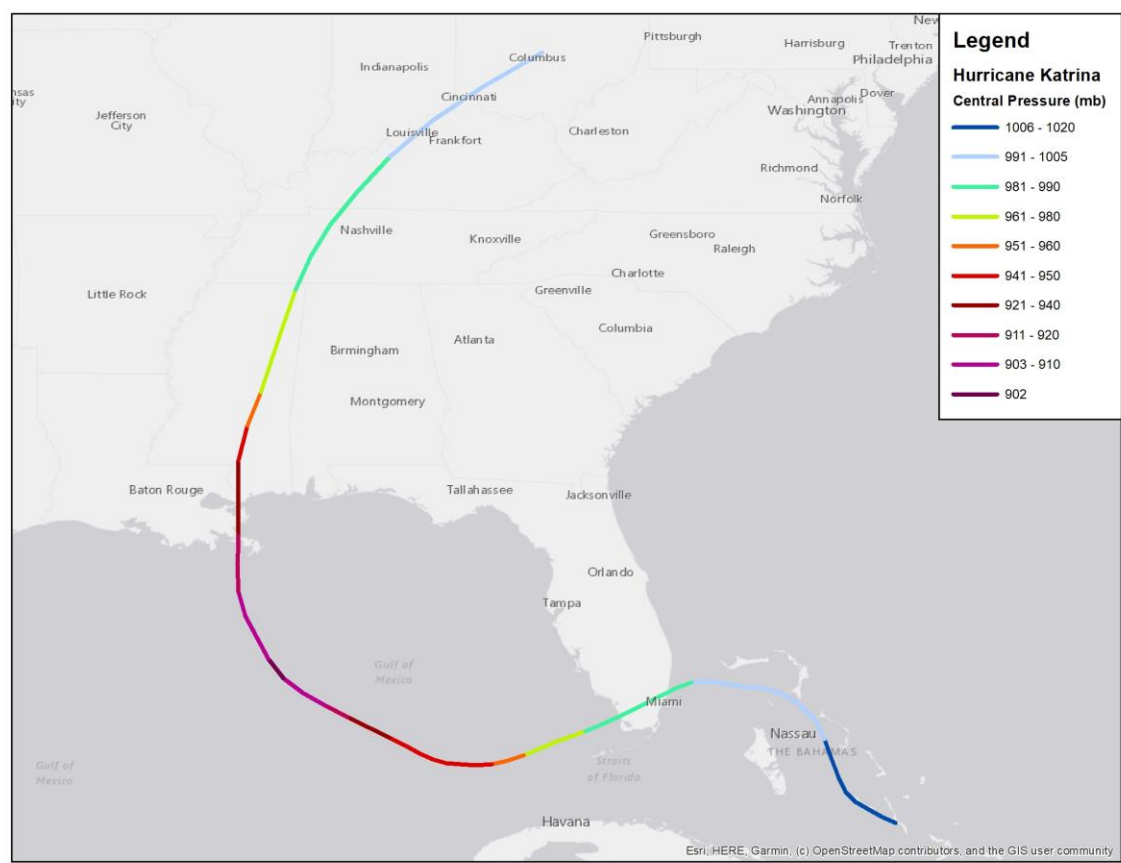 New
Pittsburgh
Harrisburg
Trenton
Philadelphia
Columbus
Indianapolis
nsas
ity
Cincinnati
Annapolis
Dover
Washington
Jefferson
City
Louisville
Frankfort
Charleston
Richmond
Norfolk
Nashville
Knoxville
Greensboro
Raleigh
Charlotte
Little Rock
Greenville
Columbia
Atlanta
Birmingham
Montgomery
Baton Rouge
Tallahassee
Jacksonville
Orlando
Tampa
Gulf of
Mexico
Miami
Nassau
THE BAHAMAS
Gulf of
Mexico
Straits
of Florida
Havana
Legend
Hurricane Katrina
Central Pressure (mb)
1006 - 1020
991 - 1005
981 - 990
961 - 980
951 - 960
941 - 950
921 - 940
911 - 920
903 - 910
902
Esri, HERE, Garmin, (c) OpenStreetMap contributors, and the GIS user community